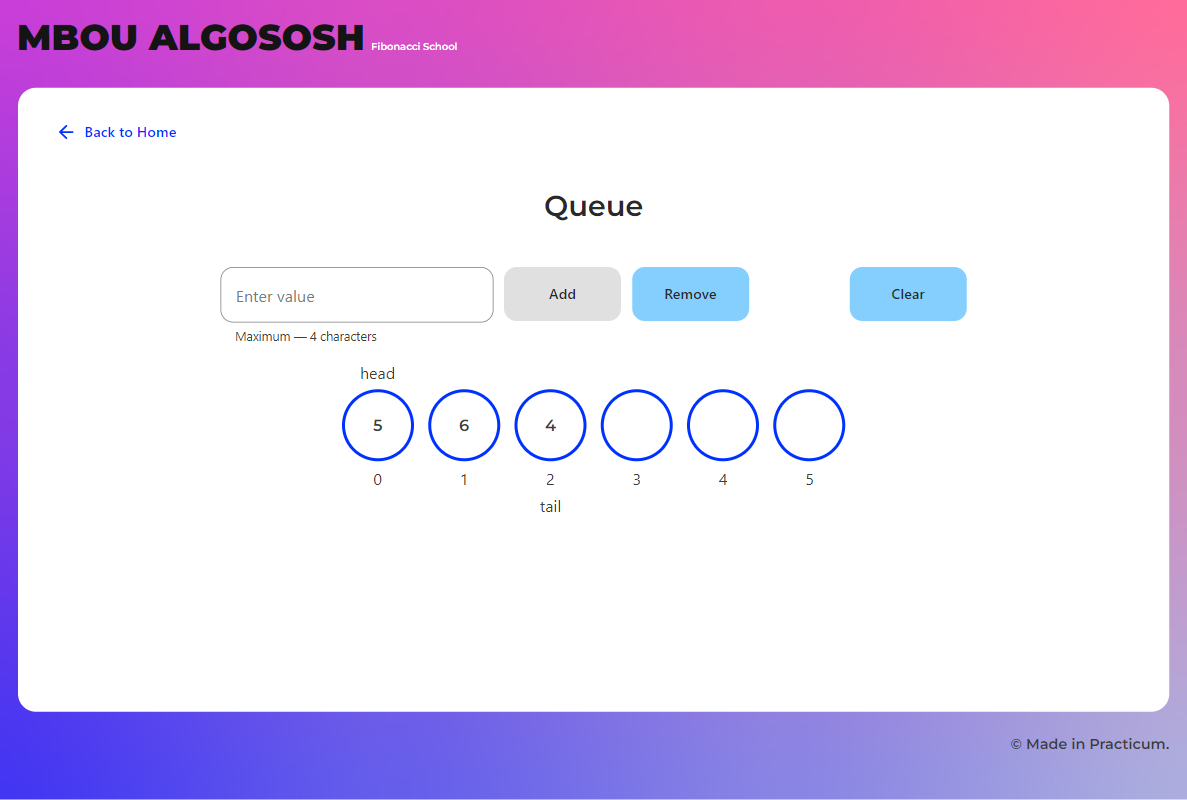 MBOU ALGOSOSH Fibonacci School
Back to Home
Queue
Enter value Add Remove Clear
Maximum — 4 characters
head
5 6 4
0 1 2 3 4 5
tail
© Made in Practicum.